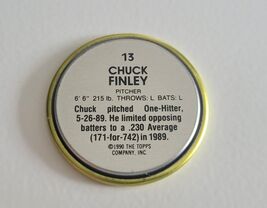 13
CHUCK
FINLEY
PITCHER
6' 6" 215 lb. THROWS: L BATS: L
Chuck pitched One-Hitter,
5-26-89. He limited opposing
batters to a .230 Average
(171-for-742) in 1989.
©1990 THE TOPPS
COMPANY, INC.